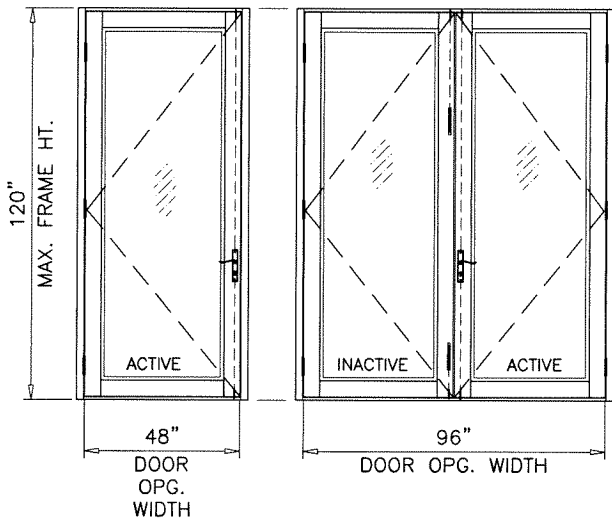 120"
MAX. FRAME HT.
ACTIVE
INACTIVE
ACTIVE
48"
DOOR
OPG.
WIDTH
96"
DOOR OPG. WIDTH